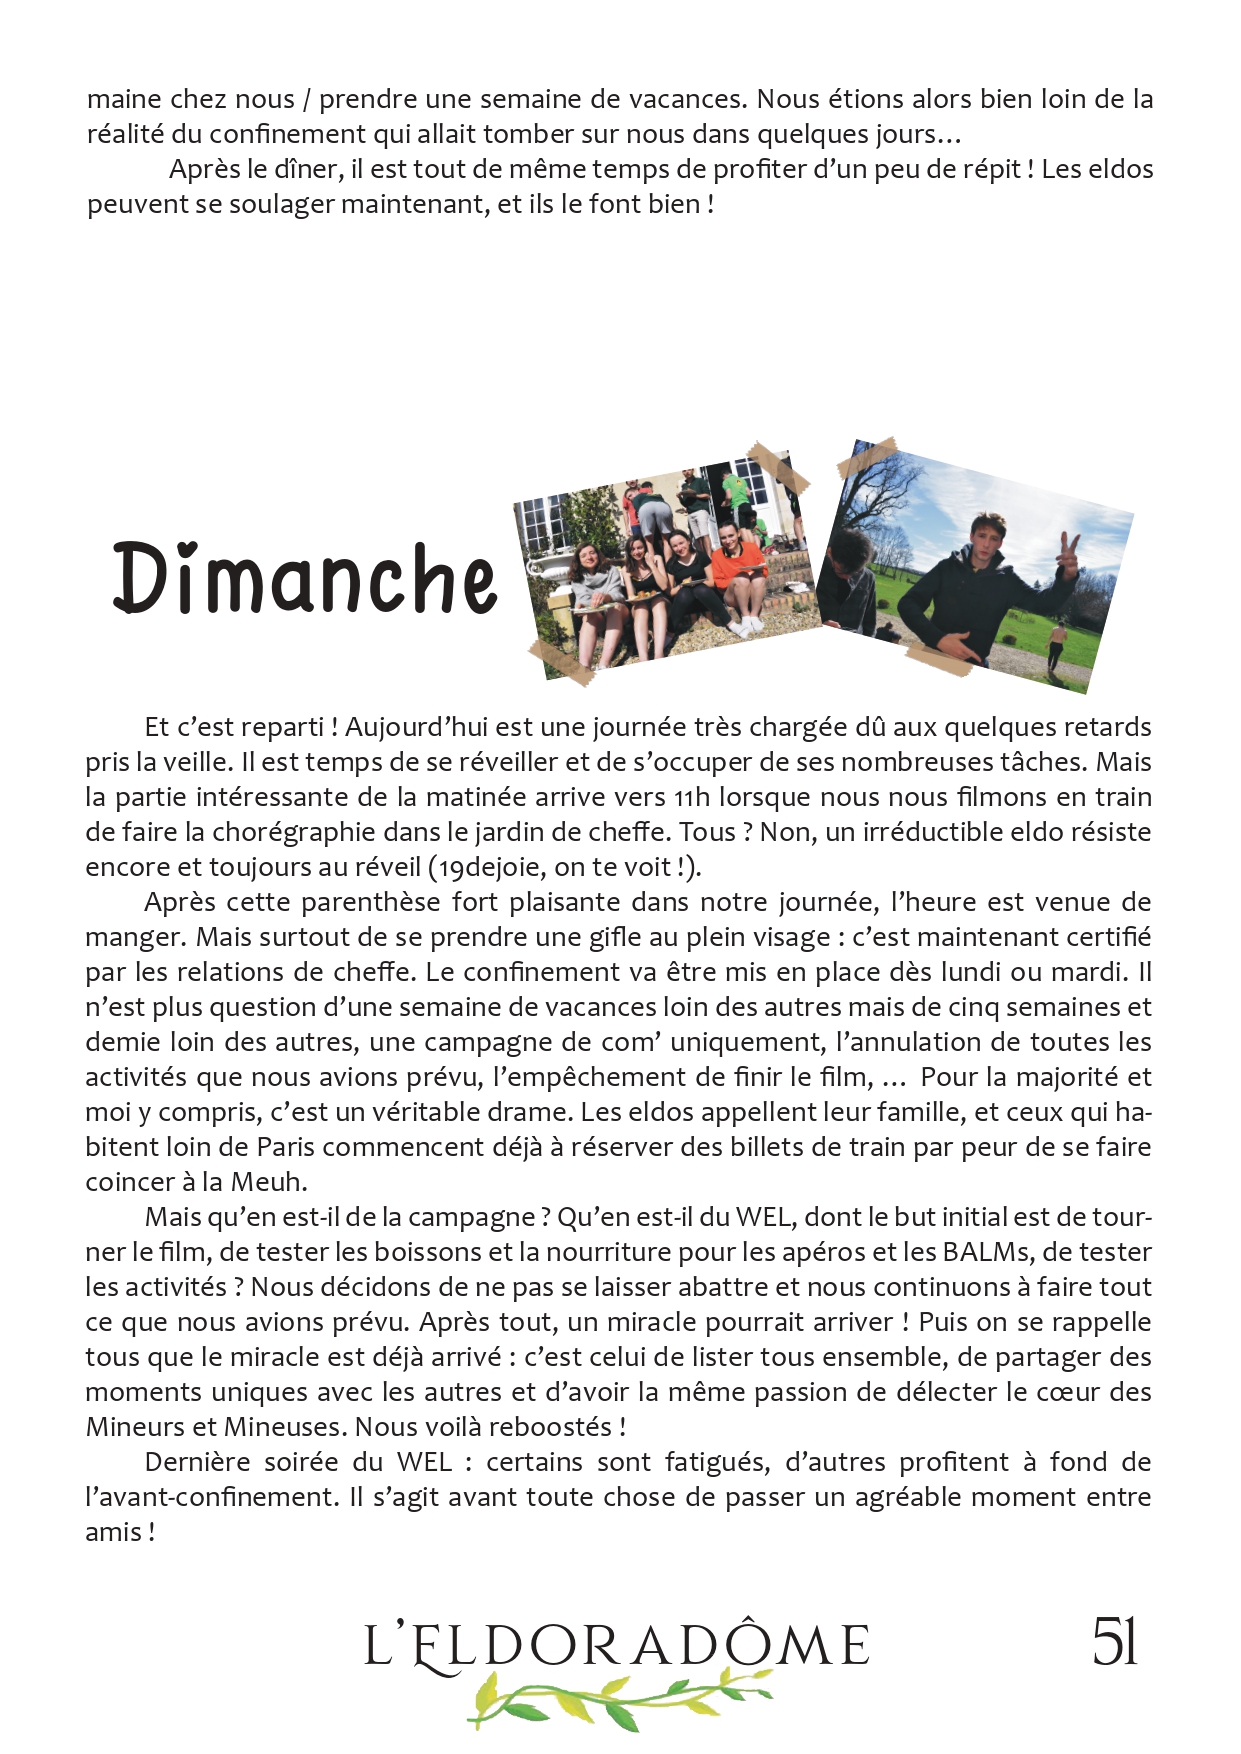 maine chez nous / prendre une semaine de vacances. Nous étions alors bien loin de la
réalité du confinement qui allait tomber sur nous dans quelques jours…
Après le dîner, il est tout de même temps de profiter d’un peu de répit ! Les eldos
peuvent se soulager maintenant, et ils le font bien !
Dimanche
Et c’est reparti ! Aujourd’hui est une journée très chargée dû aux quelques retards
pris la veille. Il est temps de se réveiller et de s’occuper de ses nombreuses tâches. Mais
la partie intéressante de la matinée arrive vers 11h lorsque nous nous filmons en train
de faire la chorégraphie dans le jardin de cheffe. Tous ? Non, un irréductible eldo résiste
encore et toujours au réveil (19dejoie, on te voit !).
Après cette parenthèse fort plaisante dans notre journée, l’heure est venue de
manger. Mais surtout de se prendre une gifle au plein visage : c’est maintenant certifié
par les relations de cheffe. Le confinement va être mis en place dès lundi ou mardi. Il
n’est plus question d’une semaine de vacances loin des autres mais de cinq semaines et
demie loin des autres, une campagne de com’ uniquement, l’annulation de toutes les
activités que nous avions prévu, l’empêchement de finir le film, … Pour la majorité et
moi y compris, c’est un véritable drame. Les eldos appellent leur famille, et ceux qui ha-
bitent loin de Paris commencent déjà à réserver des billets de train par peur de se faire
coincer à la Meuh.
Mais qu’en est-il de la campagne ? Qu’en est-il du WEL, dont le but initial est de tour-
ner le film, de tester les boissons et la nourriture pour les apéros et les BALMs, de tester
les activités ? Nous décidons de ne pas se laisser abattre et nous continuons à faire tout
ce que nous avions prévu. Après tout, un miracle pourrait arriver ! Puis on se rappelle
tous que le miracle est déjà arrivé : c’est celui de lister tous ensemble, de partager des
moments uniques avec les autres et d’avoir la même passion de délecter le cœur des
Mineurs et Mineuses. Nous voilà reboostés !
Dernière soirée du WEL : certains sont fatigués, d’autres profitent à fond de
l’avant-confinement. Il s’agit avant toute chose de passer un agréable moment entre
amis !
L’ELDORADÔME
51